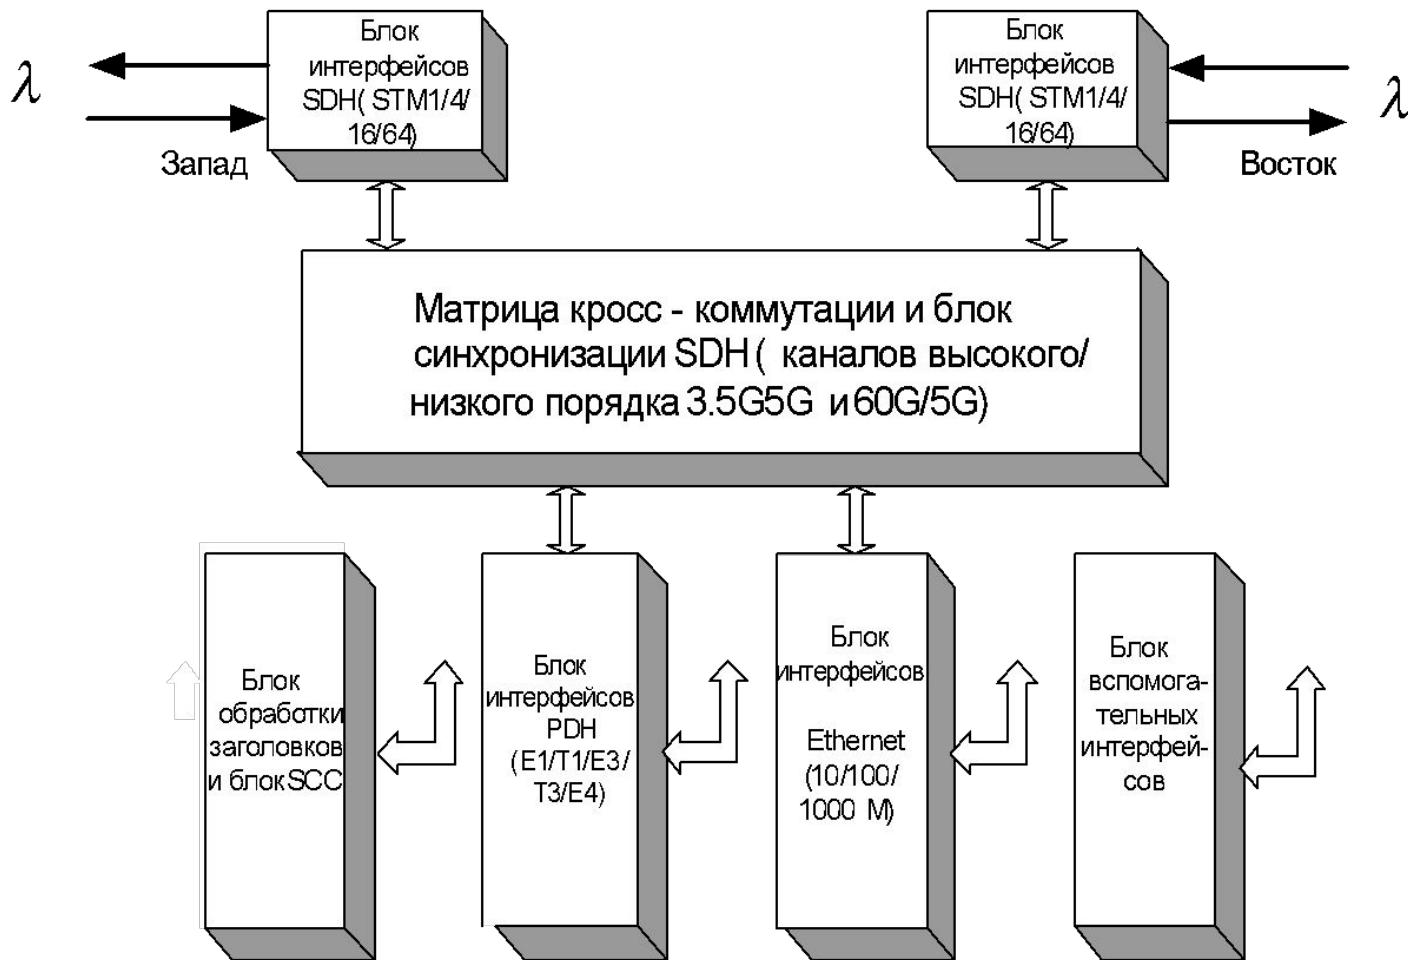 Блок
интерфейсов
SDH( STM1/4/
16/64)
Блок
интерфейсов
SDH( STM1/4/
16/64)
λ
λ
Запад
Восток
Матрица кросс - коммутации и блок
синхронизации SDH ( каналов высокого/
низкого порядка 3.5G5G и 60G/5G)
Блок
обработки
заголовков
и блок SCC
Блок
интерфейсов
PDH
(E1/T1/E3/
T3/E4)
Блок
интерфейсов
Ethernet
(10/100/
1000 M)
Блок
вспомога-
тельных
интерфей-
сов